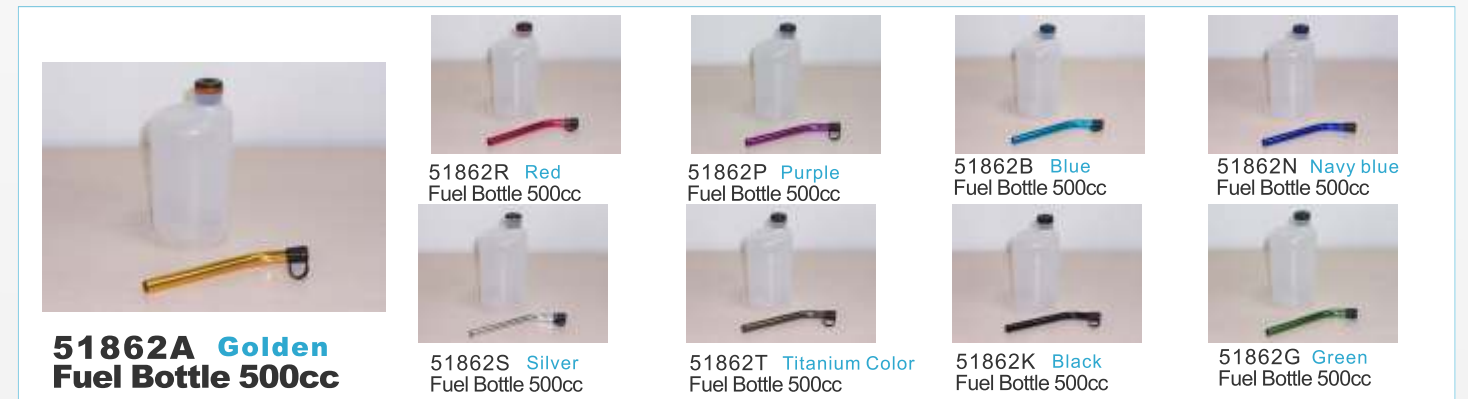 51862A Golden
Fuel Bottle 500cc
51862R Red
Fuel Bottle 500cc
51862P Purple
Fuel Bottle 500cc
51862B Blue
Fuel Bottle 500cc
51862N Navy blue
Fuel Bottle 500cc
51862S Silver
Fuel Bottle 500cc
51862T Titanium Color
Fuel Bottle 500cc
51862K Black
Fuel Bottle 500cc
51862G Green
Fuel Bottle 500cc